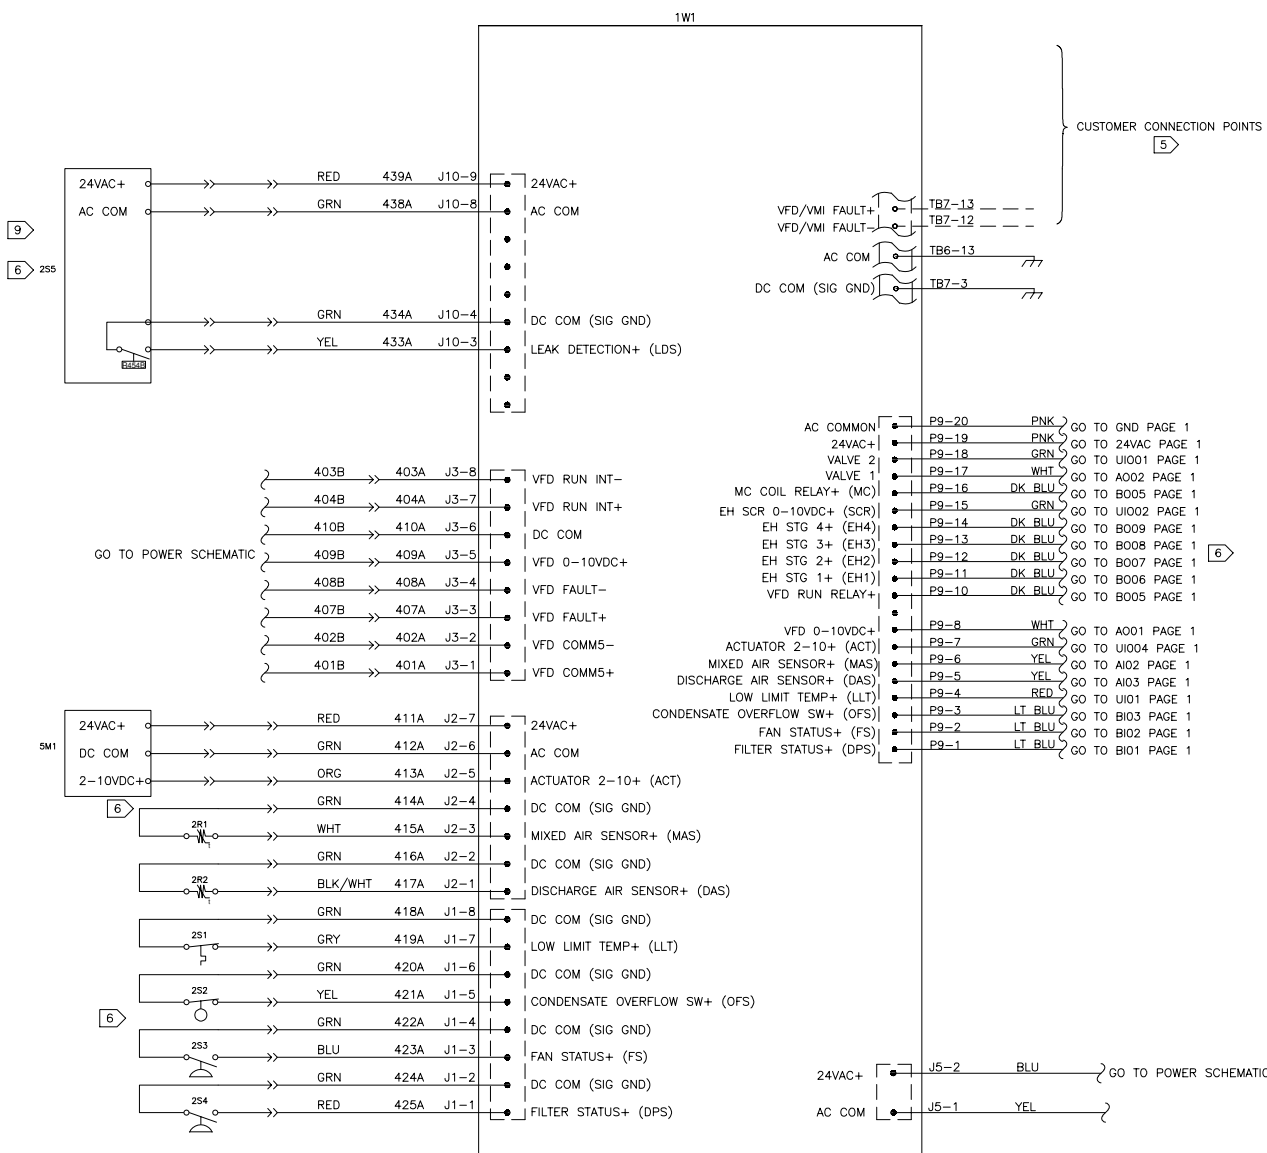 1W1
CUSTOMER CONNECTION POINTS
5
24VAC+ RED 439A J10-9 24VAC+
AC COM GRN 438A J10-8 AC COM
9
6 2S5
GRN 434A J10-4 DC COM (SIG GND)
YEL 433A J10-3 LEAK DETECTION+ (LDS)
R454B
VFD/VMI FAULT+ TB7-13
VFD/VMI FAULT- TB7-12
AC COM TB6-13
DC COM (SIG GND) TB7-3
403B 403A J3-8 VFD RUN INT-
404B 404A J3-7 VFD RUN INT+
410B 410A J3-6 DC COM
GO TO POWER SCHEMATIC
409B 409A J3-5 VFD 0-10VDC+
408B 408A J3-4 VFD FAULT-
407B 407A J3-3 VFD FAULT+
402B 402A J3-2 VFD COMM5-
401B 401A J3-1 VFD COMM5+
AC COMMON P9-20 PNK GO TO GND PAGE 1
24VAC+ P9-19 PNK GO TO 24VAC PAGE 1
VALVE 2 P9-18 GRN GO TO UIO01 PAGE 1
VALVE 1 P9-17 WHT GO TO AO02 PAGE 1
MC COIL RELAY+ (MC) P9-16 DK BLU GO TO BO05 PAGE 1
EH SCR 0-10VDC+ (SCR) P9-15 GRN GO TO UIO02 PAGE 1
EH STG 4+ (EH4) P9-14 DK BLU GO TO BO09 PAGE 1
EH STG 3+ (EH3) P9-13 DK BLU GO TO BO08 PAGE 1
6
EH STG 2+ (EH2) P9-12 DK BLU GO TO BO07 PAGE 1
EH STG 1+ (EH1) P9-11 DK BLU GO TO BO06 PAGE 1
VFD RUN RELAY+ P9-10 DK BLU GO TO BO05 PAGE 1
VFD 0-10VDC+ P9-8 WHT GO TO AO01 PAGE 1
ACTUATOR 2-10+ (ACT) P9-7 GRN GO TO UIO04 PAGE 1
MIXED AIR SENSOR+ (MAS) P9-6 YEL GO TO AI02 PAGE 1
DISCHARGE AIR SENSOR+ (DAS) P9-5 YEL GO TO AI03 PAGE 1
LOW LIMIT TEMP+ (LLT) P9-4 RED GO TO UI01 PAGE 1
CONDENSATE OVERFLOW SW+ (OFS) P9-3 LT BLU GO TO BI03 PAGE 1
FAN STATUS+ (FS) P9-2 LT BLU GO TO BI02 PAGE 1
FILTER STATUS+ (DPS) P9-1 LT BLU GO TO BI01 PAGE 1
24VAC+ RED 411A J2-7 24VAC+
5M1 DC COM GRN 412A J2-6 AC COM
2-10VDC+ ORG 413A J2-5 ACTUATOR 2-10+ (ACT)
6
GRN 414A J2-4 DC COM (SIG GND)
2R1 WHT 415A J2-3 MIXED AIR SENSOR+ (MAS)
GRN 416A J2-2 DC COM (SIG GND)
2R2 BLK/WHT 417A J2-1 DISCHARGE AIR SENSOR+ (DAS)
GRN 418A J1-8 DC COM (SIG GND)
2S1 GRY 419A J1-7 LOW LIMIT TEMP+ (LLT)
GRN 420A J1-6 DC COM (SIG GND)
2S2 YEL 421A J1-5 CONDENSATE OVERFLOW SW+ (OFS)
6
GRN 422A J1-4 DC COM (SIG GND)
2S3 BLU 423A J1-3 FAN STATUS+ (FS)
GRN 424A J1-2 DC COM (SIG GND)
2S4 RED 425A J1-1 FILTER STATUS+ (DPS)
24VAC+ J5-2 BLU GO TO POWER SCHEMATIC
AC COM J5-1 YEL